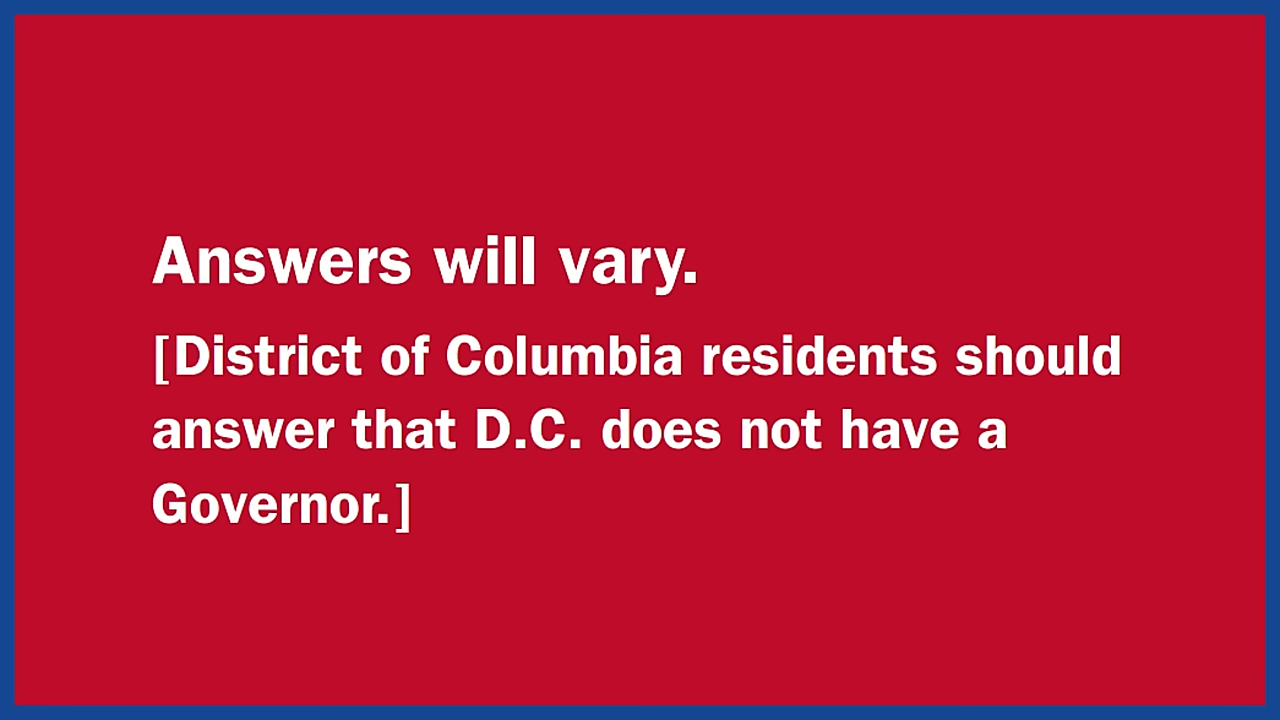 Answers will vary.
[District of Columbia residents should
answer that D.C. does not have a
Governor.]